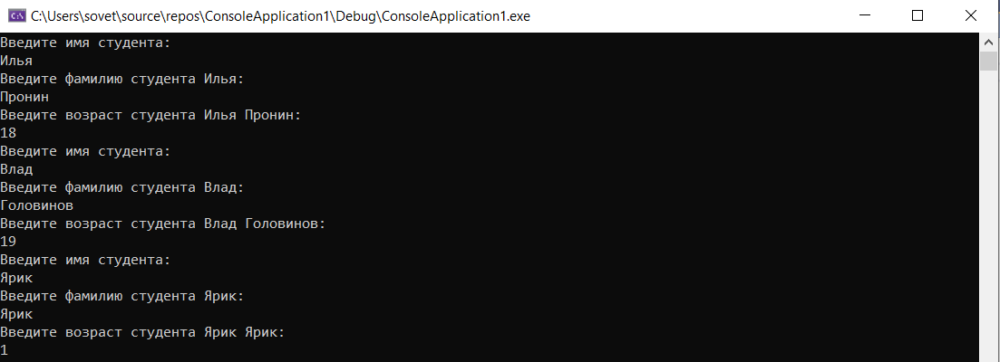 C:\Users\sovet\source\repos\ConsoleApplication1\Debug\ConsoleApplication1.exe
Введите имя студента:
Илья
Введите фамилию студента Илья:
Пронин
Введите возраст студента Илья Пронин:
18
Введите имя студента:
Влад
Введите фамилию студента Влад:
Головинов
Введите возраст студента Влад Головинов:
19
Введите имя студента:
Ярик
Введите фамилию студента Ярик:
Ярик
Введите возраст студента Ярик Ярик:
1